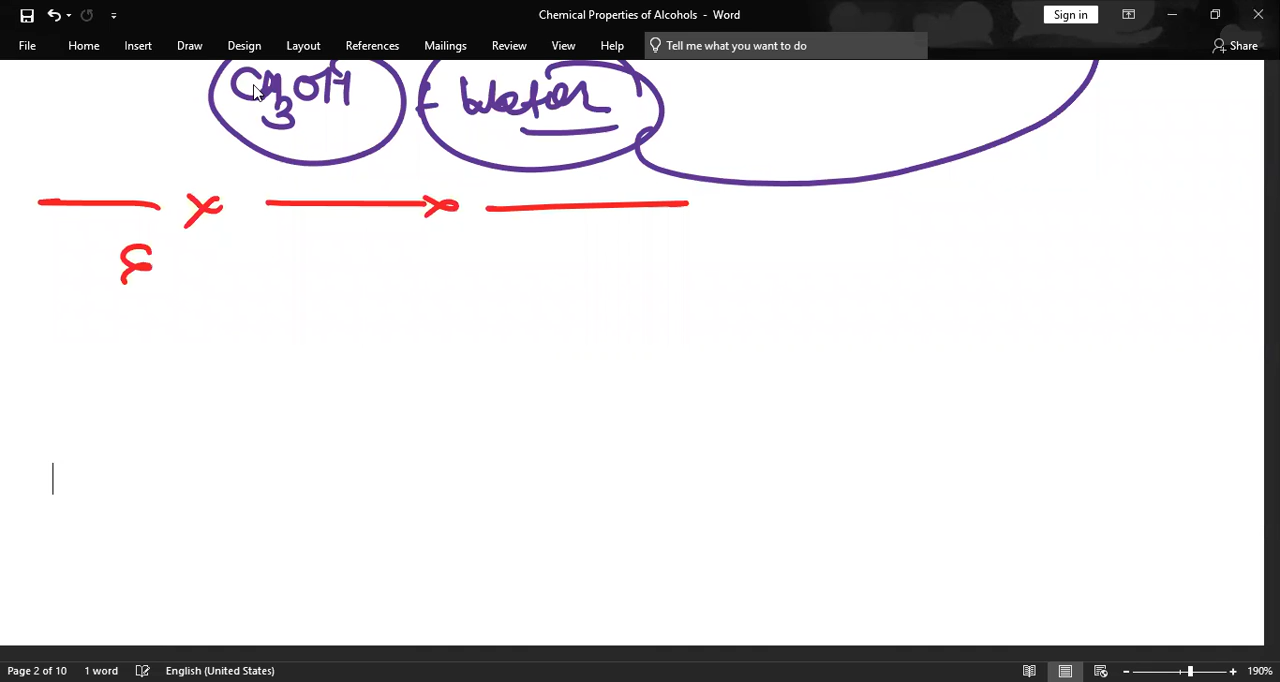 Chemical Properties of Alcohols - Word
Sign in
File Home Insert Draw Design Layout References Mailings Review View Help Tell me what you want to do Share
CH3OH + Water
Page 2 of 10 1 word English (United States) 190%